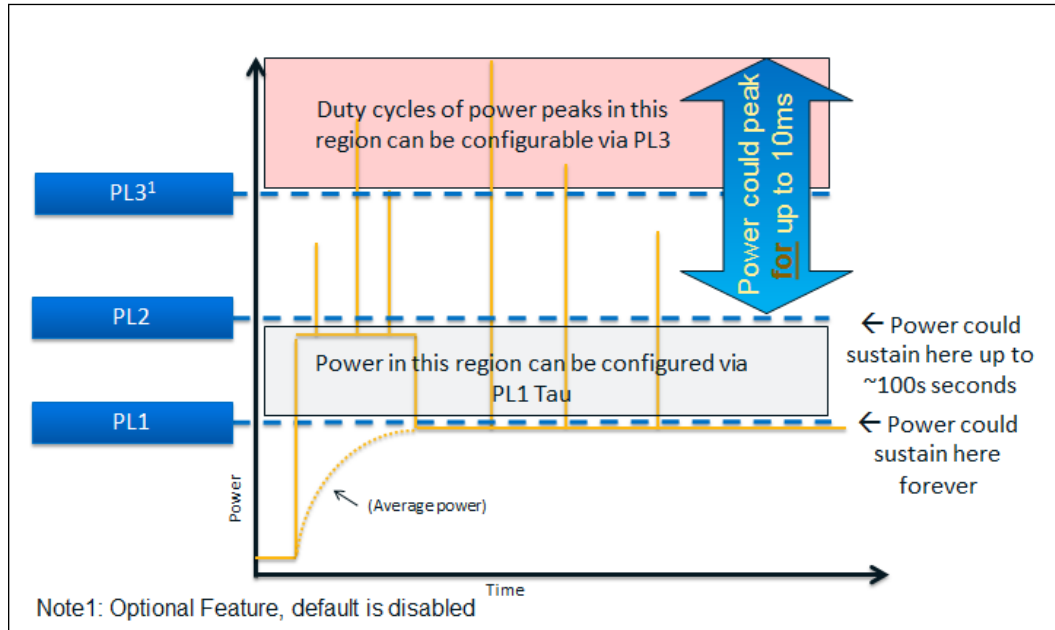 Duty cycles of power peaks in this
region can be configurable via PL3
Power could peak
for up to 10ms
PL3¹
PL2
← Power could
sustain here up to
~100s seconds
Power in this region can be configured via
PL1 Tau
PL1
← Power could
sustain here
forever
(Average power)
Power
Time
Note1: Optional Feature, default is disabled